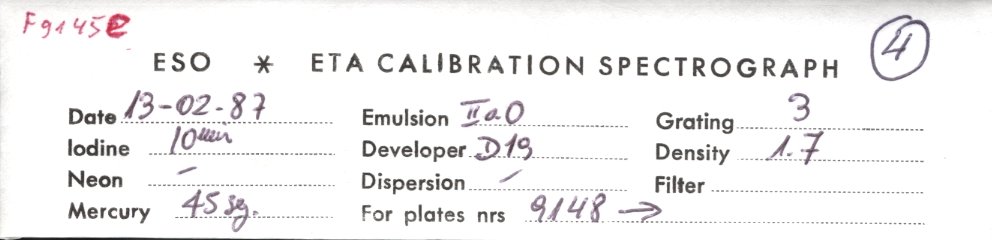 F9145e
4
ESO * ETA CALIBRATION SPECTROGRAPH
Date 13-02-87 Emulsion IIaO Grating 3
Iodine 10min Developer D19 Density 1.7
Neon - Dispersion - Filter
Mercury 45 sg. For plates nrs 9148 →